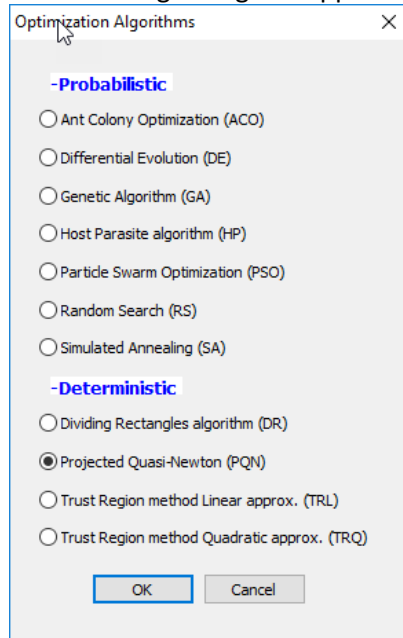 Optimization Algorithms
-Probabilistic
Ant Colony Optimization (ACO)
Differential Evolution (DE)
Genetic Algorithm (GA)
Host Parasite algorithm (HP)
Particle Swarm Optimization (PSO)
Random Search (RS)
Simulated Annealing (SA)
-Deterministic
Dividing Rectangles algorithm (DR)
Projected Quasi-Newton (PQN)
Trust Region method Linear approx. (TRL)
Trust Region method Quadratic approx. (TRQ)
OK Cancel